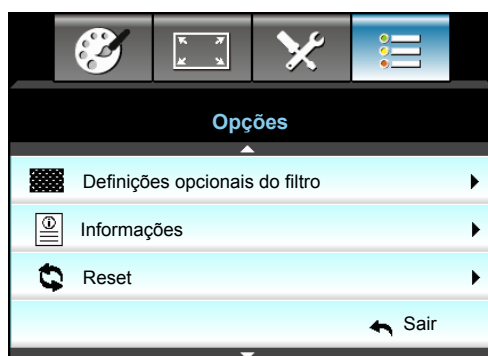 Opções
Definições opcionais do filtro
Informações
Reset
Sair